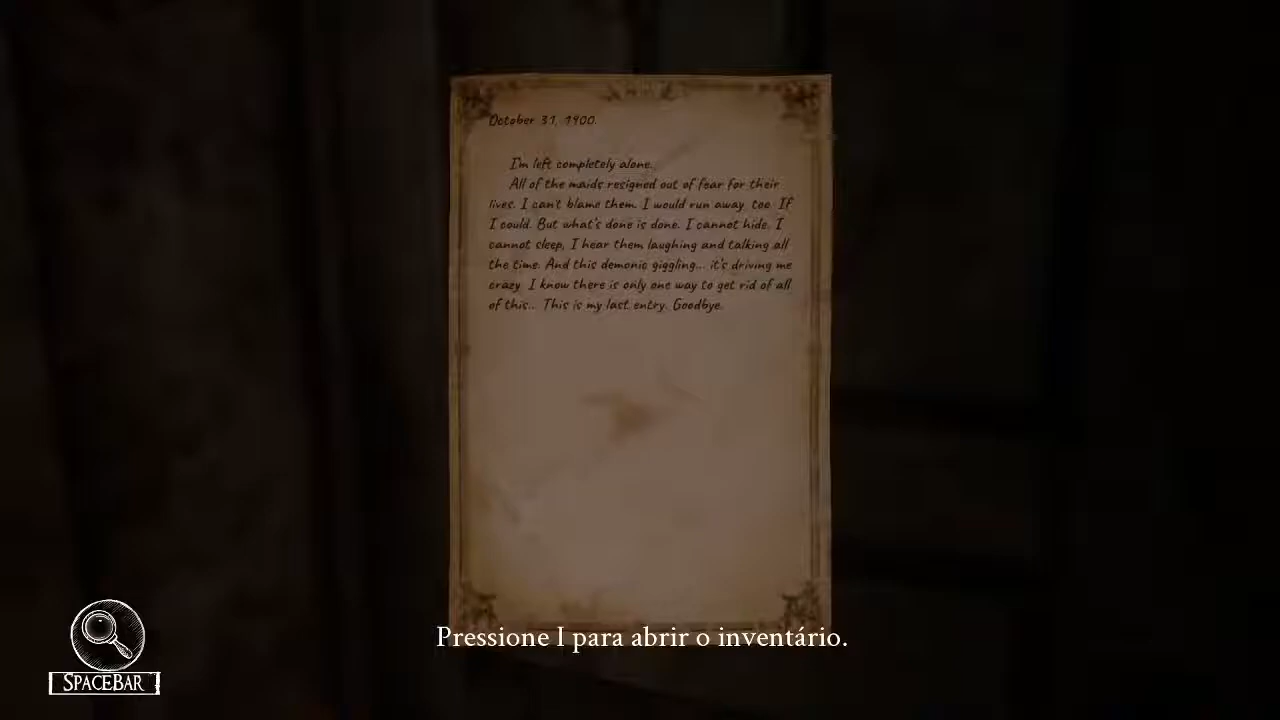 October 31, 1900.
I'm left completely alone.
All of the maids resigned out of fear for their
lives. I can't blame them. I would run away, too. If
I could. But what's done is done. I cannot hide. I
cannot sleep, I hear them laughing and talking all
the time. And this demonic giggling... it's driving me
crazy. I know there is only one way to get rid of all
of this... This is my last entry. Goodbye.
Pressione I para abrir o inventário.
SPACEBAR